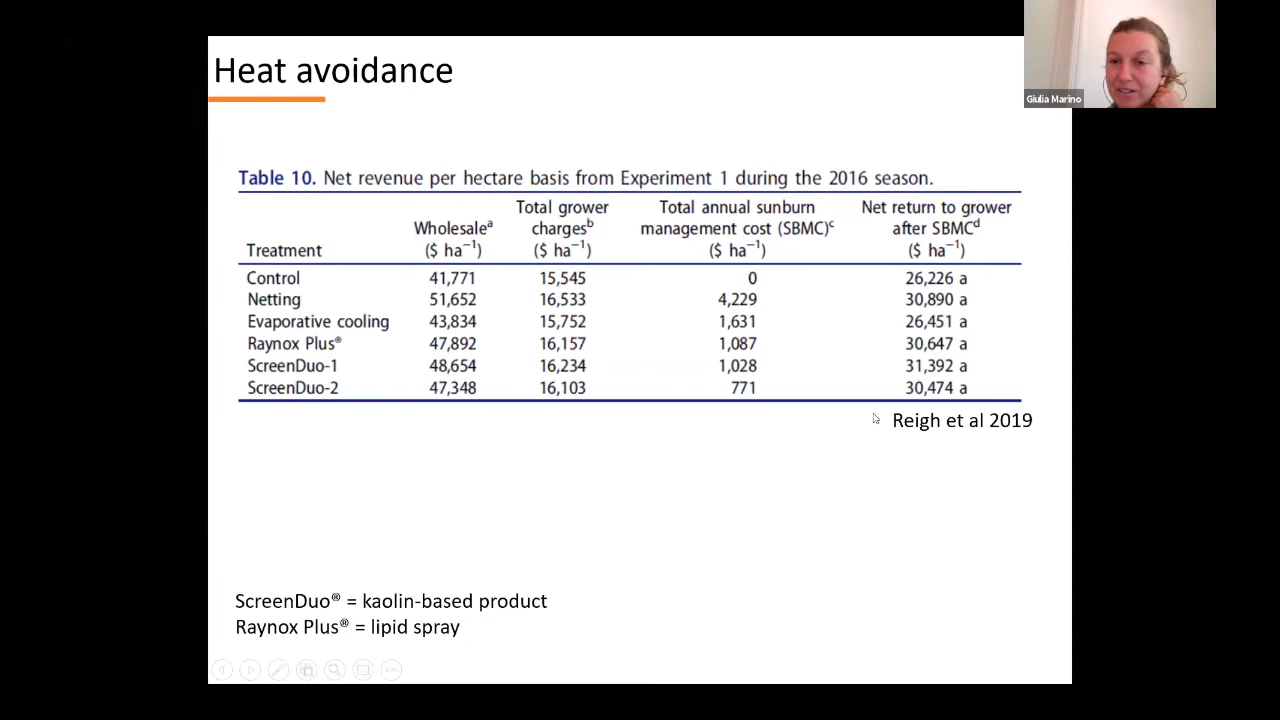 Heat avoidance
Giulia Marino
Table 10. Net revenue per hectare basis from Experiment 1 during the 2016 season.
Treatment Wholesaleᵃ ($ ha⁻¹) Total grower chargesᵇ ($ ha⁻¹) Total annual sunburn management cost (SBMC)ᶜ ($ ha⁻¹) Net return to grower after SBMCᵈ ($ ha⁻¹)
Control 41,771 15,545 0 26,226 a
Netting 51,652 16,533 4,229 30,890 a
Evaporative cooling 43,834 15,752 1,631 26,451 a
Raynox Plus® 47,892 16,157 1,087 30,647 a
ScreenDuo-1 48,654 16,234 1,028 31,392 a
ScreenDuo-2 47,348 16,103 771 30,474 a
Reigh et al 2019
ScreenDuo® = kaolin-based product
Raynox Plus® = lipid spray